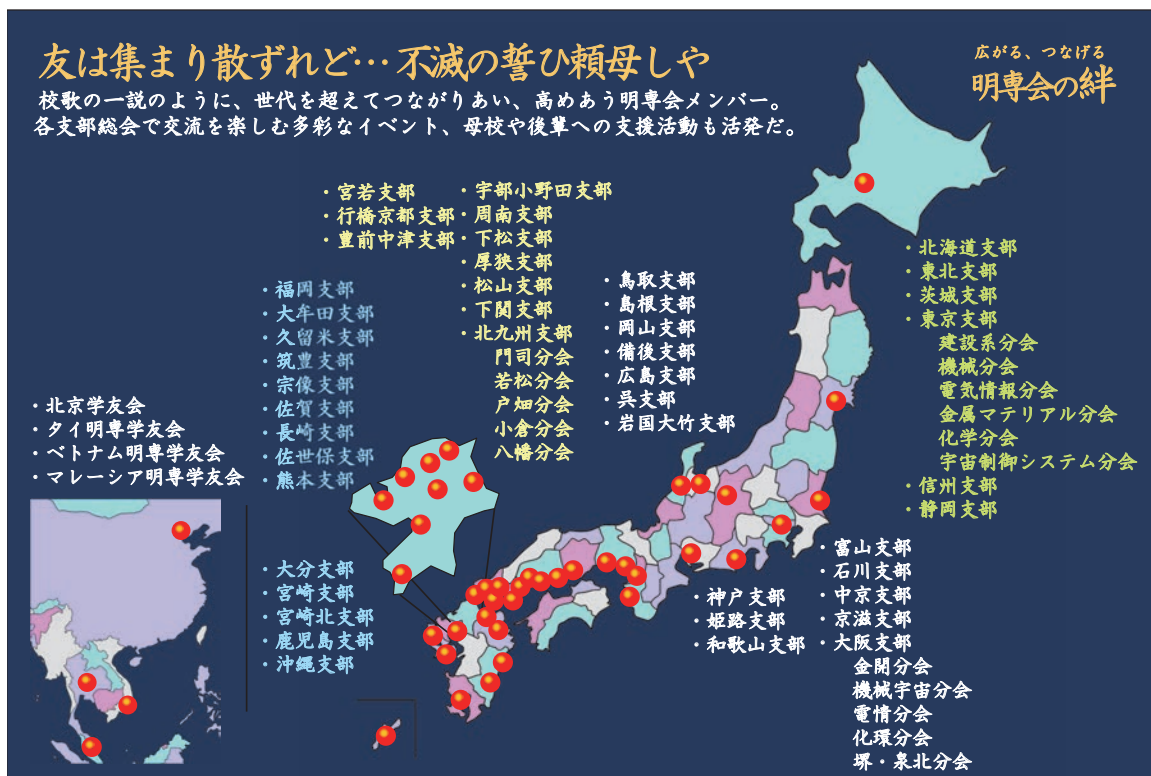 友は集まり散ずれど…不滅の誓ひ頼母しや
校歌の一説のように、世代を超えてつながりあい、高めあう明専会メンバー。
各支部総会で交流を楽しむ多彩なイベント、母校や後輩への支援活動も活発だ。
広がる、つなげる
明専会の絆
・宮若支部
・行橋京都支部
・豊前中津支部
・宇部小野田支部
・周南支部
・下松支部
・厚狭支部
・松山支部
・下関支部
・北九州支部
門司分会
若松分会
戸畑分会
小倉分会
八幡分会
・鳥取支部
・島根支部
・岡山支部
・備後支部
・広島支部
・呉支部
・岩国大竹支部
・北海道支部
・東北支部
・茨城支部
・東京支部
建設系分会
機械分会
電気情報分会
金属マテリアル分会
化学分会
宇宙制御システム分会
・信州支部
・静岡支部
・福岡支部
・大牟田支部
・久留米支部
・筑豊支部
・宗像支部
・佐賀支部
・長崎支部
・佐世保支部
・熊本支部
・北京学友会
・タイ明専学友会
・ベトナム明専学友会
・マレーシア明専学友会
・大分支部
・宮崎支部
・宮崎北支部
・鹿児島支部
・沖縄支部
・神戸支部
・姫路支部
・和歌山支部
・富山支部
・石川支部
・中京支部
・京滋支部
・大阪支部
金開分会
機械宇宙分会
電情分会
化環分会
堺・泉北分会